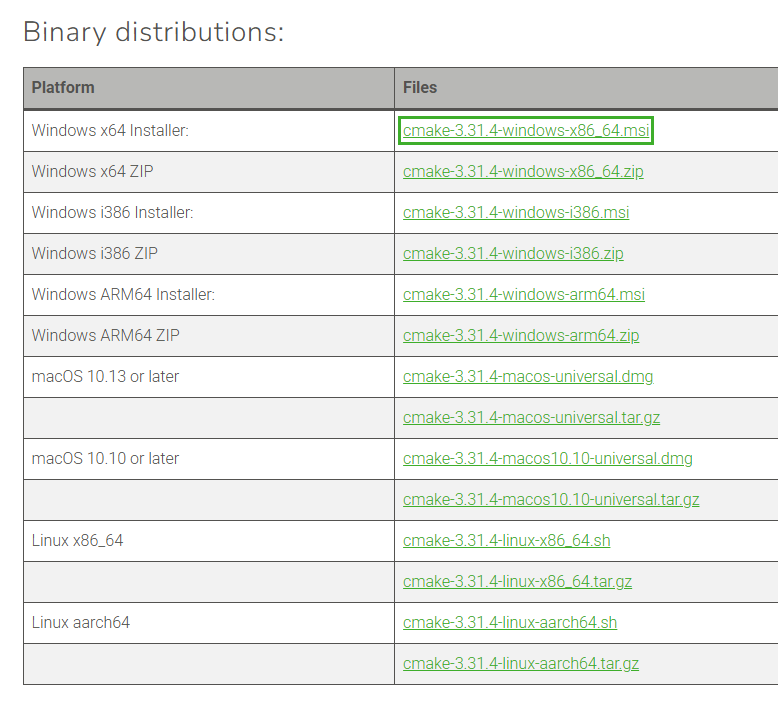 Binary distributions:
Platform Files
Windows x64 Installer: cmake-3.31.4-windows-x86_64.msi
Windows x64 ZIP cmake-3.31.4-windows-x86_64.zip
Windows i386 Installer: cmake-3.31.4-windows-i386.msi
Windows i386 ZIP cmake-3.31.4-windows-i386.zip
Windows ARM64 Installer: cmake-3.31.4-windows-arm64.msi
Windows ARM64 ZIP cmake-3.31.4-windows-arm64.zip
macOS 10.13 or later cmake-3.31.4-macos-universal.dmg
cmake-3.31.4-macos-universal.tar.gz
macOS 10.10 or later cmake-3.31.4-macos10.10-universal.dmg
cmake-3.31.4-macos10.10-universal.tar.gz
Linux x86_64 cmake-3.31.4-linux-x86_64.sh
cmake-3.31.4-linux-x86_64.tar.gz
Linux aarch64 cmake-3.31.4-linux-aarch64.sh
cmake-3.31.4-linux-aarch64.tar.gz